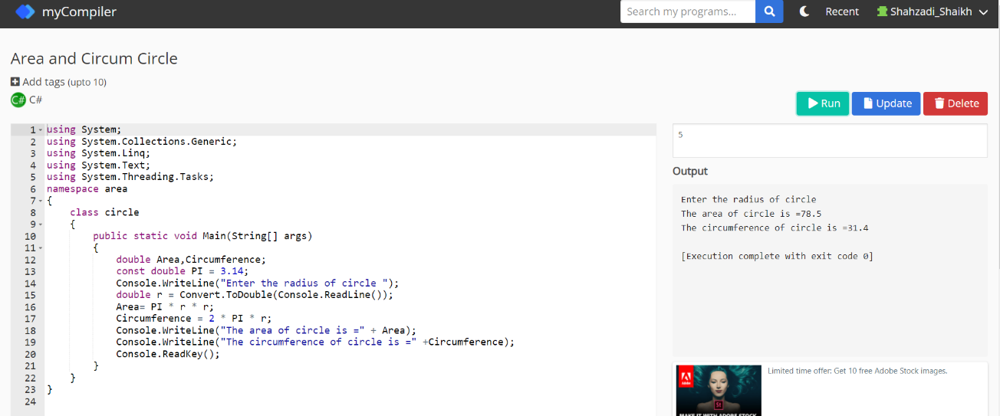 myCompiler
Search my programs...
Recent
Shahzadi_Shaikh
Area and Circum Circle
Add tags (upto 10)
C# C#
Run
Update
Delete
1 using System;
2 using System.Collections.Generic;
3 using System.Linq;
4 using System.Text;
5 using System.Threading.Tasks;
6 namespace area
7 {
8     class circle
9     {
10         public static void Main(String[] args)
11         {
12             double Area,Circumference;
13             const double PI = 3.14;
14             Console.WriteLine("Enter the radius of circle ");
15             double r = Convert.ToDouble(Console.ReadLine());
16             Area= PI * r * r;
17             Circumference = 2 * PI * r;
18             Console.WriteLine("The area of circle is =" + Area);
19             Console.WriteLine("The circumference of circle is =" +Circumference);
20             Console.ReadKey();
21         }
22     }
23 }
24
5
Output
Enter the radius of circle
The area of circle is =78.5
The circumference of circle is =31.4
[Execution complete with exit code 0]
Adobe
St
MAKE IT WITH ADOBE STOCK
Limited time offer: Get 10 free Adobe Stock images.